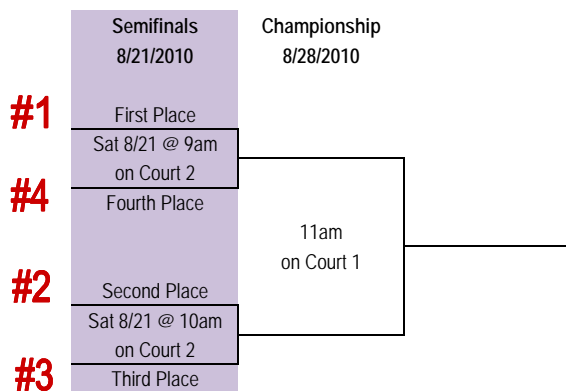 Semifinals Championship
8/21/2010 8/28/2010
#1 First Place
Sat 8/21 @ 9am
on Court 2
#4 Fourth Place
11am
on Court 1
#2 Second Place
Sat 8/21 @ 10am
on Court 2
#3 Third Place